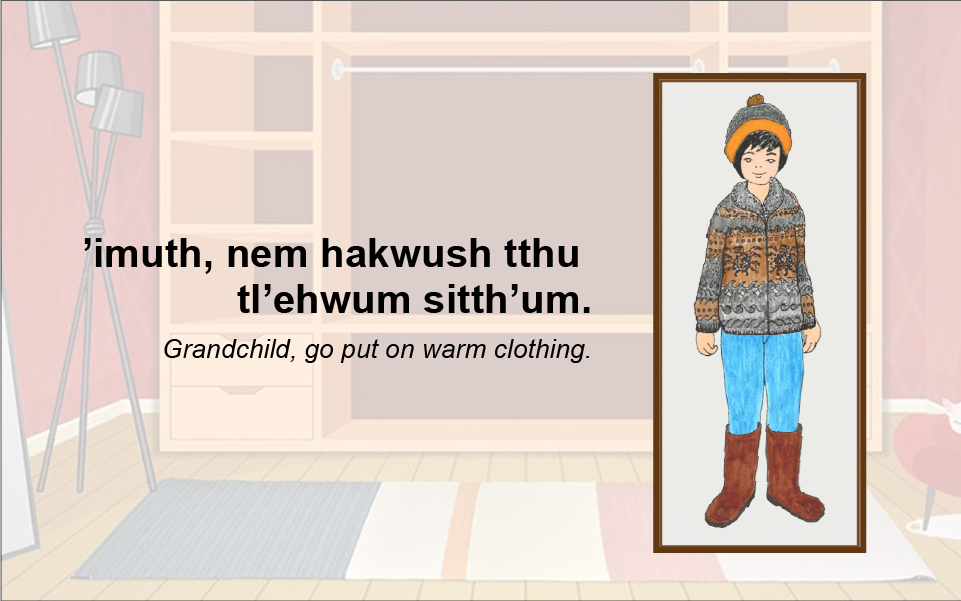 ’imuth, nem hakwush tthu
tl’ehwum sitth’um.
Grandchild, go put on warm clothing.